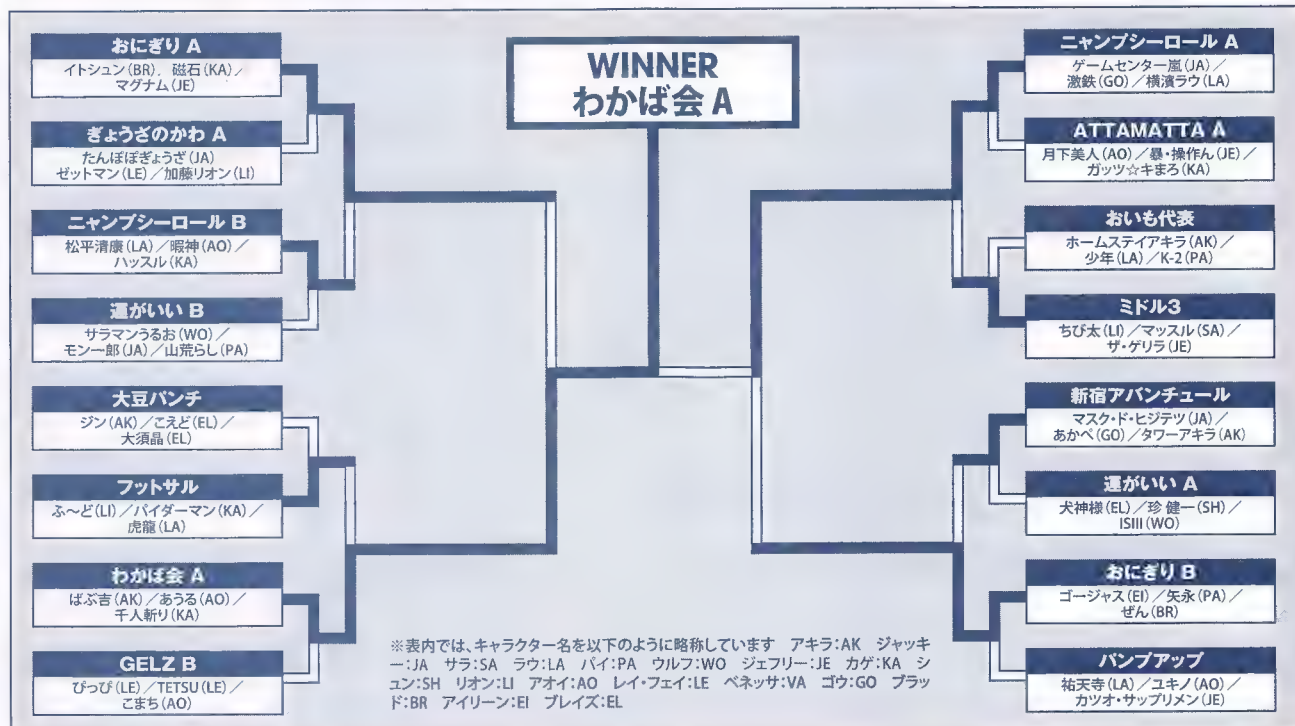 WINNER
わかば会 A
おにぎり A
イトシュン(BR)．磁石(KA)／
マグナム(JE)
ぎょうざのかわ A
たんぽぽぎょうざ(JA)
ゼットマン(LE)／加藤リオン(LI)
ニャンプシーロール B
松平清康(LA)／暇神(AO)／
ハッスル(KA)
運がいい B
サラマンうるお(WO)／
モン一郎(JA)／山荒らし(PA)
大豆パンチ
ジン(AK)／こえど(EL)／
大須晶(EL)
フットサル
ふ〜ど(LI)／パイダーマン(KA)／
虎龍(LA)
わかば会 A
ばぶ吉(AK)／あうる(AO)／
千人斬り(KA)
GELZ B
ぴっぴ(LE)／TETSU(LE)／
こまち(AO)
ニャンプシーロール A
ゲームセンター嵐(JA)／
激鉄(GO)／横濱ラウ(LA)
ATTAMATTA A
月下美人(AO)／暴・操作ん(JE)／
ガッツ☆キまろ(KA)
おいも代表
ホームステイアキラ(AK)／
少年(LA)／K-2(PA)
ミドル3
ちび太(LI)／マッスル(SA)／
ザ・ゲリラ(JE)
新宿アバンチュール
マスク・ド・ヒジテツ(JA)／
あかぺ(GO)／タワーアキラ(AK)
運がいい A
犬神様(EL)／珍 健一(SH)／
ISIII(WO)
おにぎり B
ゴージャス(EI)／矢永(PA)／
ぜん(BR)
パンプアップ
祐天寺(LA)／ユキノ(AO)／
カツオ・サップリメン(JE)
※表内では、キャラクター名を以下のように略称しています　アキラ:AK　ジャッキ
ー:JA　サラ:SA　ラウ:LA　パイ:PA　ウルフ:WO　ジェフリー:JE　カゲ:KA　シ
ュン:SH　リオン:LI　アオイ:AO　レイ・フェイ:LE　ベネッサ:VA　ゴウ:GO　ブラッ
ド:BR　アイリーン:EI　ブレイズ:EL